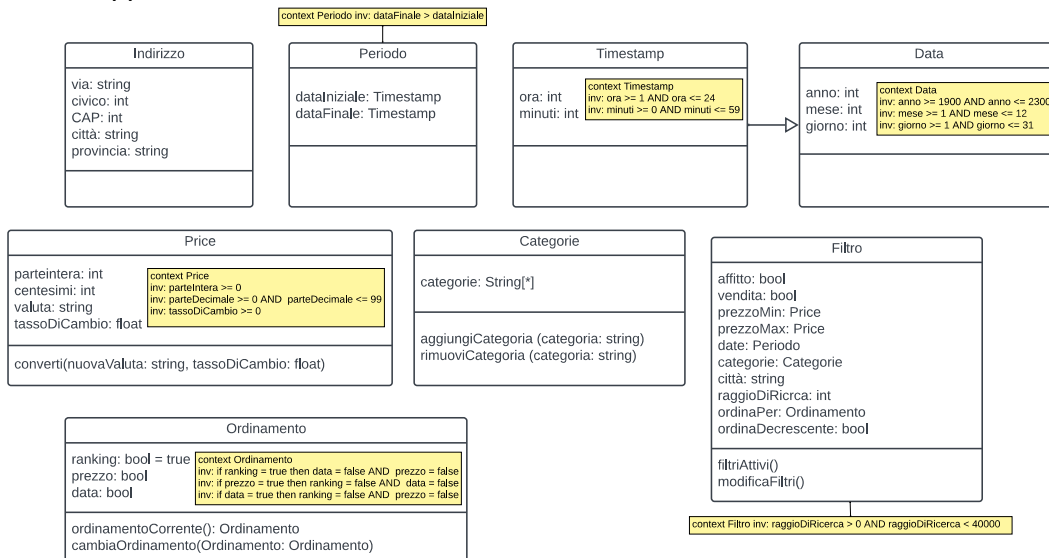 context Periodo inv: dataFinale > dataIniziale
Indirizzo
via: string
civico: int
CAP: int
città: string
provincia: string
Periodo
dataIniziale: Timestamp
dataFinale: Timestamp
Timestamp
ora: int
minuti: int
context Timestamp
inv: ora >= 1 AND ora <= 24
inv: minuti >= 0 AND minuti <= 59
Data
anno: int
mese: int
giorno: int
context Data
inv: anno >= 1900 AND anno <= 2300
inv: mese >= 1 AND mese <= 12
inv: giorno >= 1 AND giorno <= 31
Price
parteintera: int
centesimi: int
valuta: string
tassoDiCambio: float
context Price
inv: parteIntera >= 0
inv: parteDecimale >= 0 AND parteDecimale <= 99
inv: tassoDiCambio >= 0
converti(nuovaValuta: string, tassoDiCambio: float)
Categorie
categorie: String[*]
aggiungiCategoria (categoria: string)
rimuoviCategoria (categoria: string)
Filtro
affitto: bool
vendita: bool
prezzoMin: Price
prezzoMax: Price
date: Periodo
categorie: Categorie
città: string
raggioDiRicrca: int
ordinaPer: Ordinamento
ordinaDecrescente: bool
filtriAttivi()
modificaFiltri()
context Filtro inv: raggioDiRicerca > 0 AND raggioDiRicerca < 40000
Ordinamento
ranking: bool = true
prezzo: bool
data: bool
context Ordinamento
inv: if ranking = true then data = false AND prezzo = false
inv: if prezzo = true then ranking = false AND data = false
inv: if data = true then ranking = false AND prezzo = false
ordinamentoCorrente(): Ordinamento
cambiaOrdinamento(Ordinamento: Ordinamento)